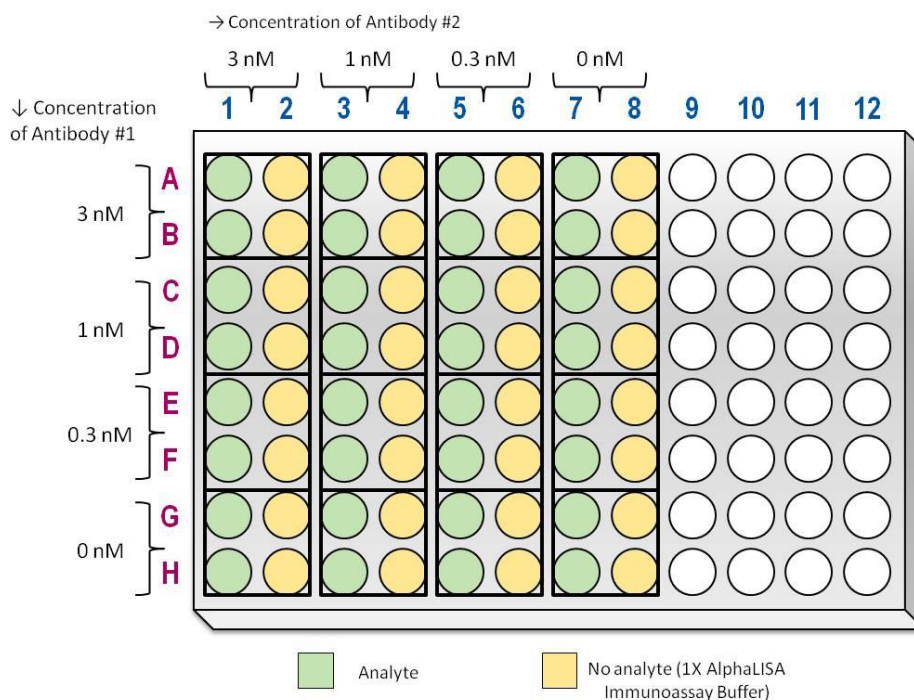 → Concentration of Antibody #2
3 nM 1 nM 0.3 nM 0 nM
↓ Concentration
of Antibody #1
1 2 3 4 5 6 7 8 9 10 11 12
A
3 nM
B
C
1 nM
D
E
0.3 nM
F
G
0 nM
H
Analyte
No analyte (1X AlphaLISA
Immunoassay Buffer)